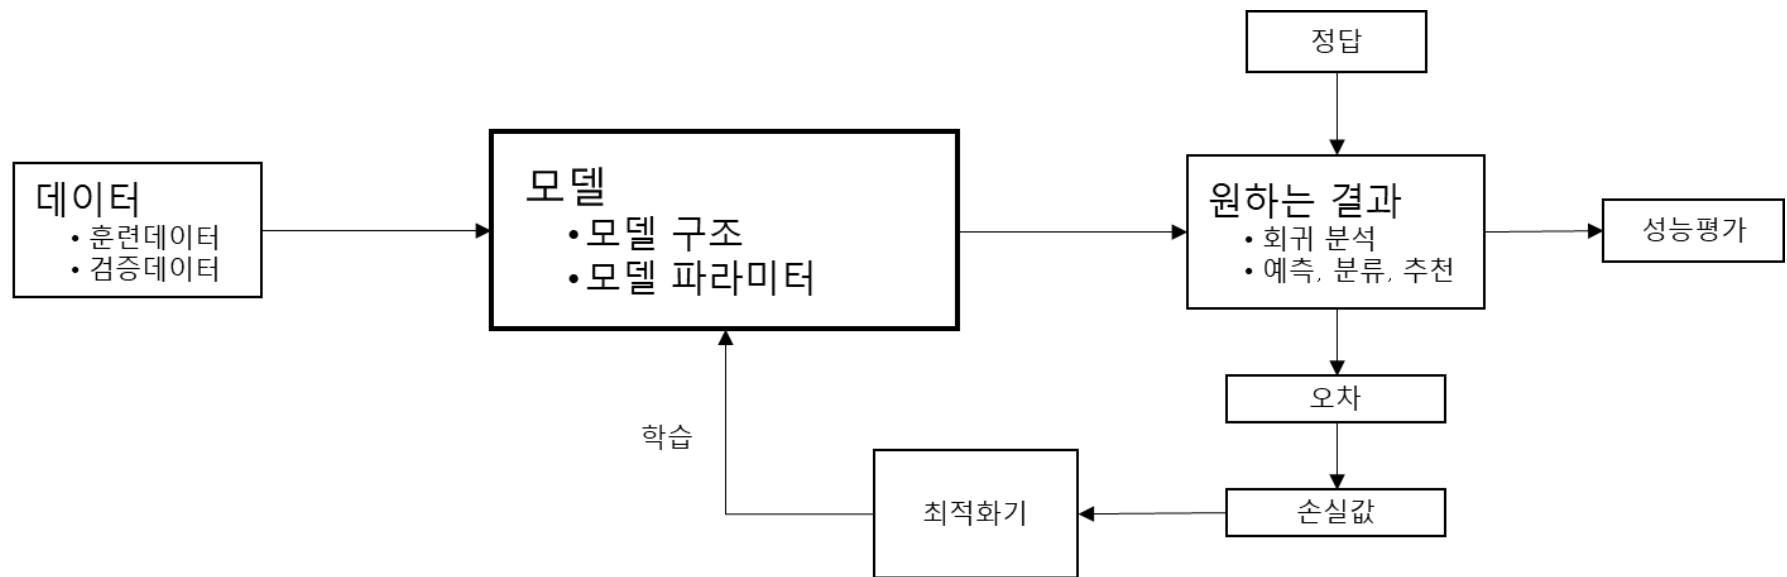 정답
데이터
• 훈련데이터
• 검증데이터
모델
• 모델 구조
• 모델 파라미터
원하는 결과
• 회귀 분석
• 예측, 분류, 추천
성능평가
오차
학습
최적화기
손실값